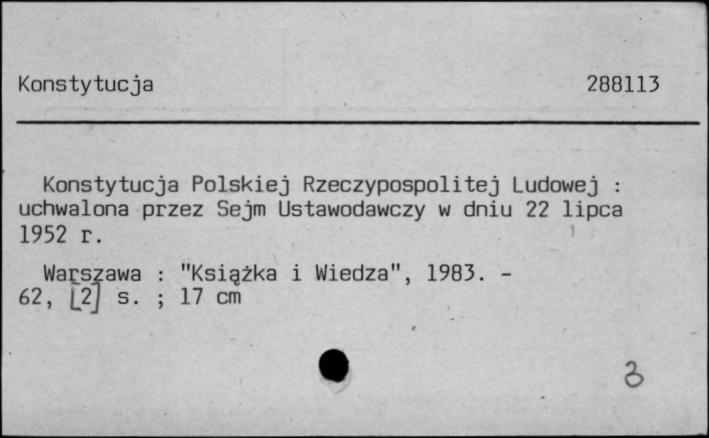 Konstytucja 288113
Konstytucja Polskiej Rzeczypospolitej Ludowej :
uchwalona przez Sejm Ustawodawczy w dniu 22 lipca
1952 r.
Warszawa : "Książka i Wiedza", 1983. -
62, [2] s. ; 17 cm
3